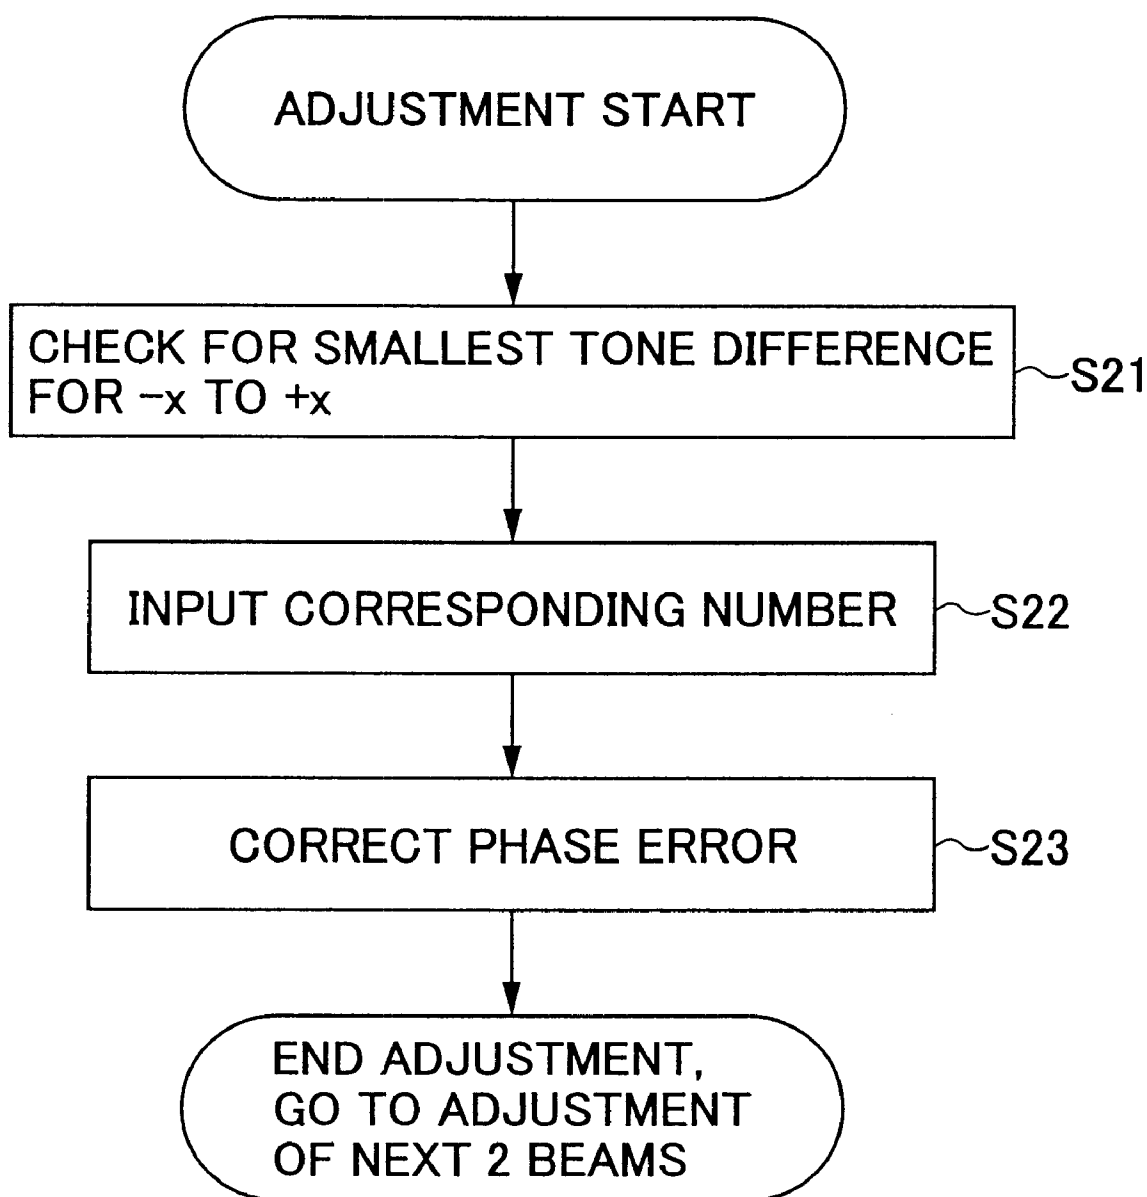 ADJUSTMENT START
CHECK FOR SMALLEST TONE DIFFERENCE
FOR −x TO +x
S21
INPUT CORRESPONDING NUMBER
S22
CORRECT PHASE ERROR
S23
END ADJUSTMENT,
GO TO ADJUSTMENT
OF NEXT 2 BEAMS